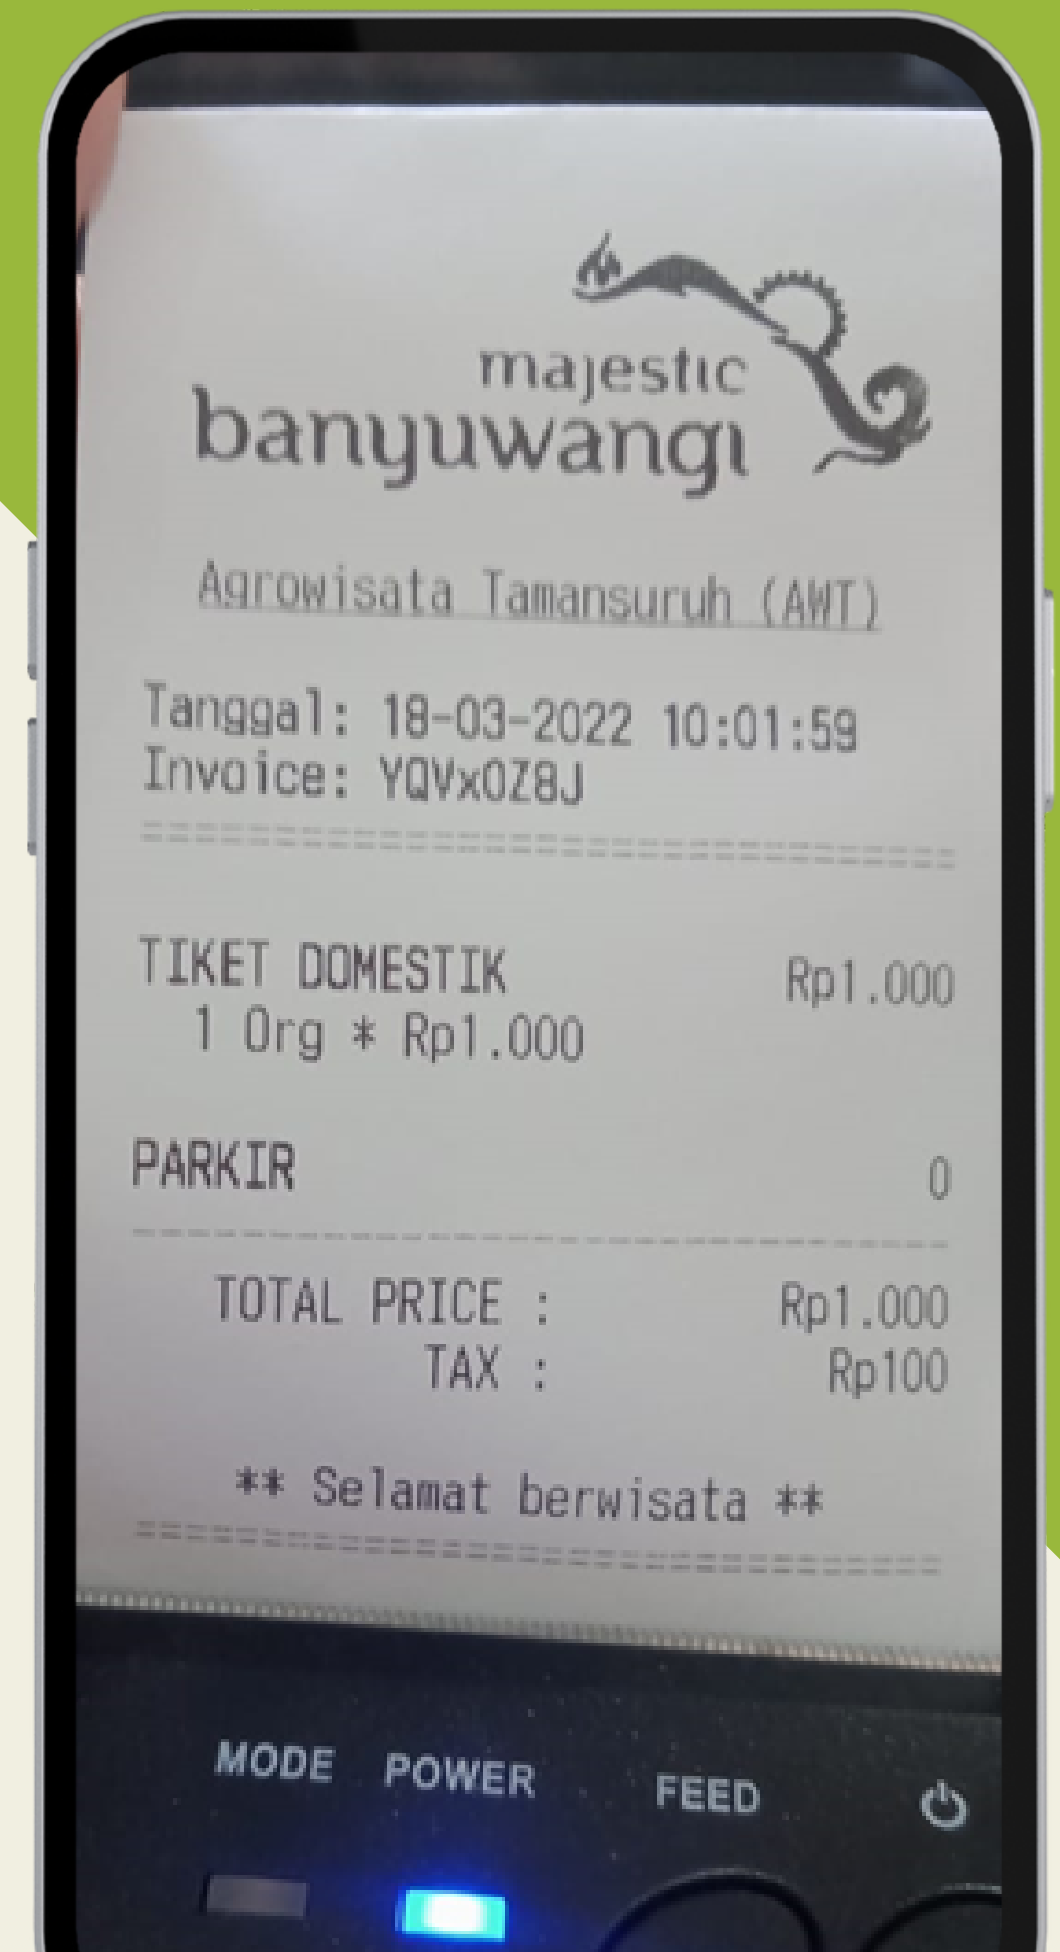 majestic
banyuwangi
Agrowisata Tamansuruh (AWT)
Tanggal: 18-03-2022 10:01:59
Invoice: YQVxOZ8J
TIKET DOMESTIK Rp1.000
1 Org * Rp1.000
PARKIR 0
TOTAL PRICE : Rp1.000
TAX : Rp100
** Selamat berwisata **
MODE POWER FEED